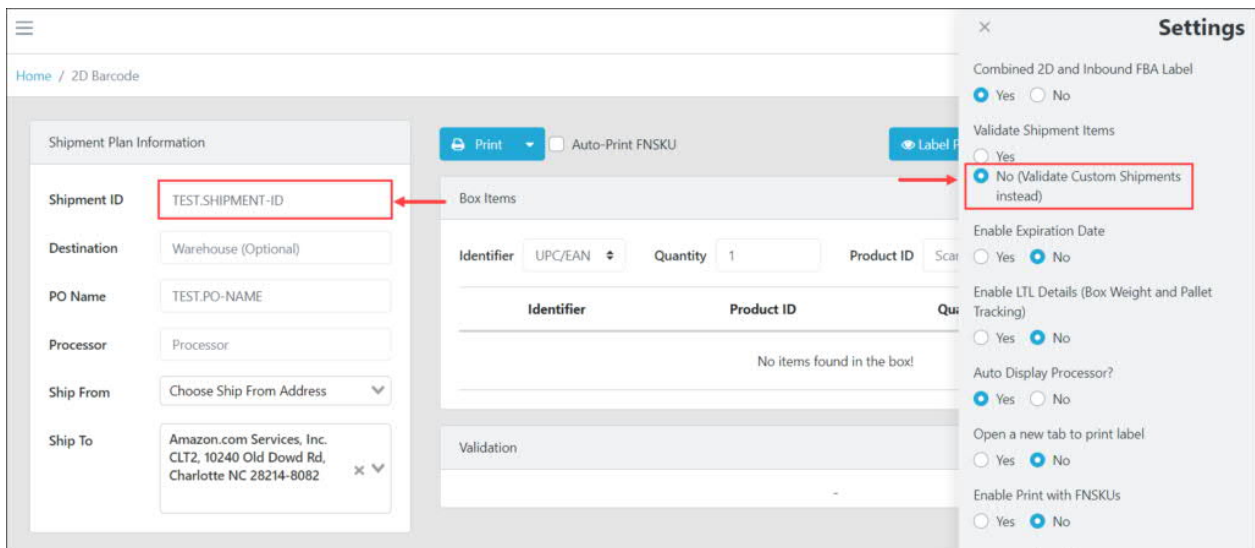 Settings
Home / 2D Barcode
Combined 2D and Inbound FBA Label
Yes No
Shipment Plan Information
Print Auto-Print FNSKU Label
Validate Shipment Items
Yes
No (Validate Custom Shipments
instead)
Shipment ID TEST.SHIPMENT-ID
Box Items
Enable Expiration Date
Yes No
Destination Warehouse (Optional)
Identifier UPC/EAN Quantity 1 Product ID
Enable LTL Details (Box Weight and Pallet
Tracking)
Yes No
PO Name TEST.PO-NAME
Identifier Product ID
Processor Processor
No items found in the box!
Auto Display Processor?
Yes No
Ship From Choose Ship From Address
Ship To Amazon.com Services, Inc.
CLT2, 10240 Old Dowd Rd,
Charlotte NC 28214-8082
Validation
-
Open a new tab to print label
Yes No
Enable Print with FNSKUs
Yes No